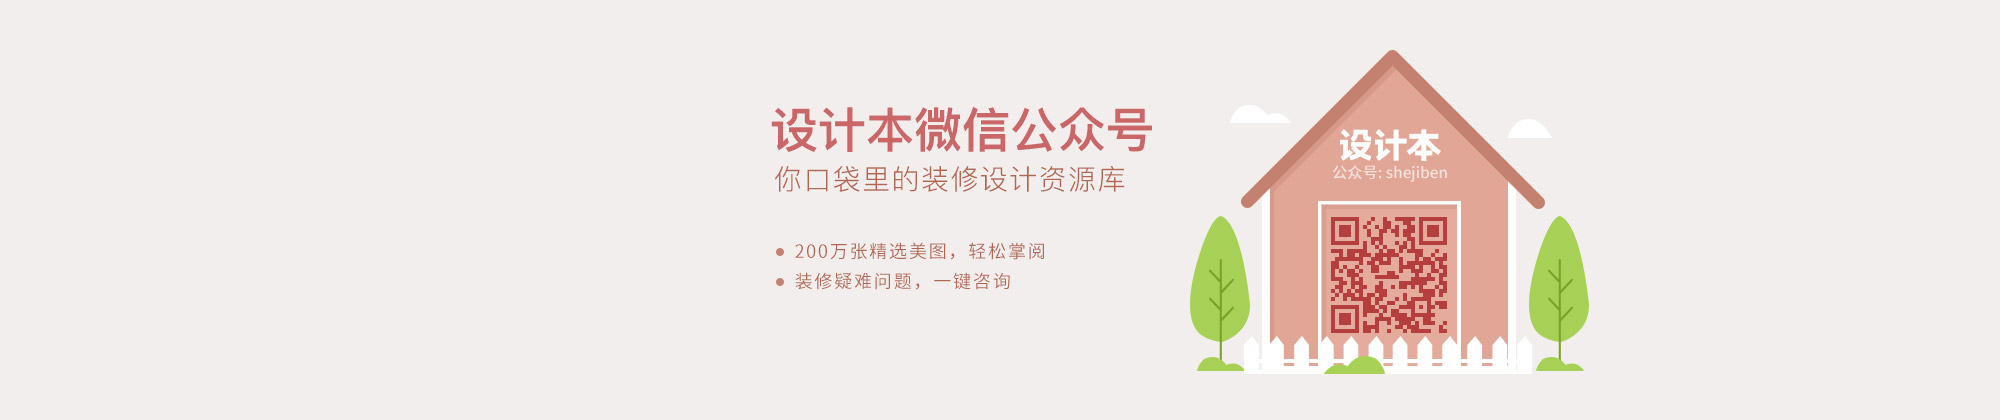 设计本微信公众号
你口袋里的装修设计资源库
200万张精选美图，轻松掌阅
装修疑难问题，一键咨询
设计本
公众号: shejiben